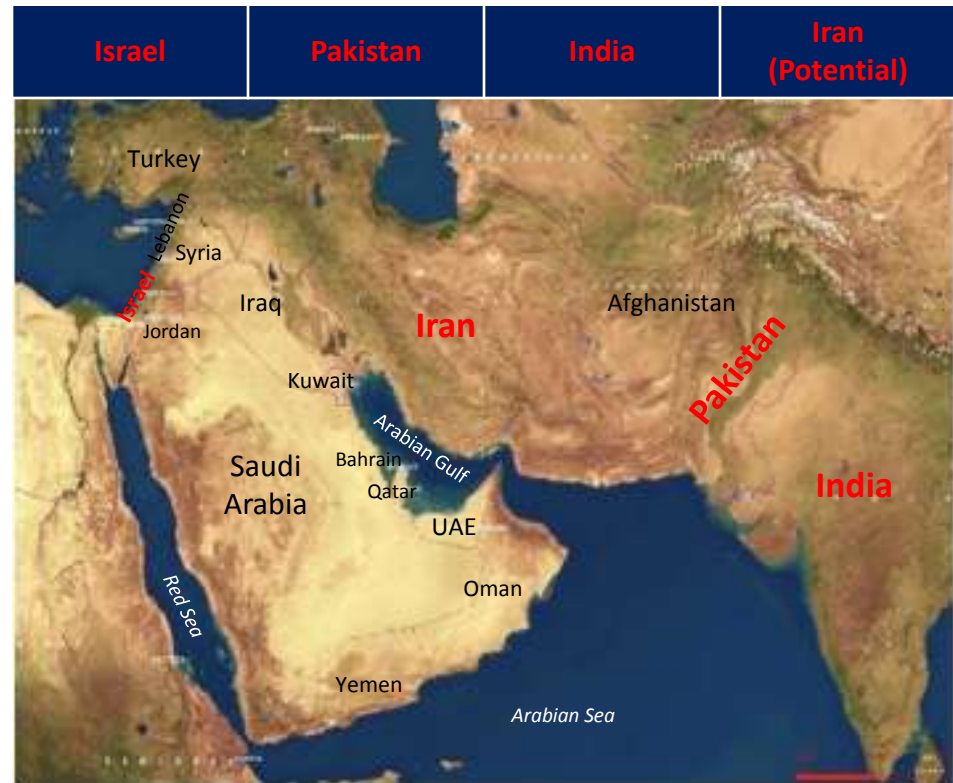 Israel
Pakistan
India
Iran
(Potential)
Turkey
Lebanon
Syria
Israel
Iraq
Afghanistan
Jordan
Iran
Pakistan
Kuwait
Arabian Gulf
Bahrain
Saudi
Arabia
Qatar
India
UAE
Oman
Red Sea
Yemen
Arabian Sea